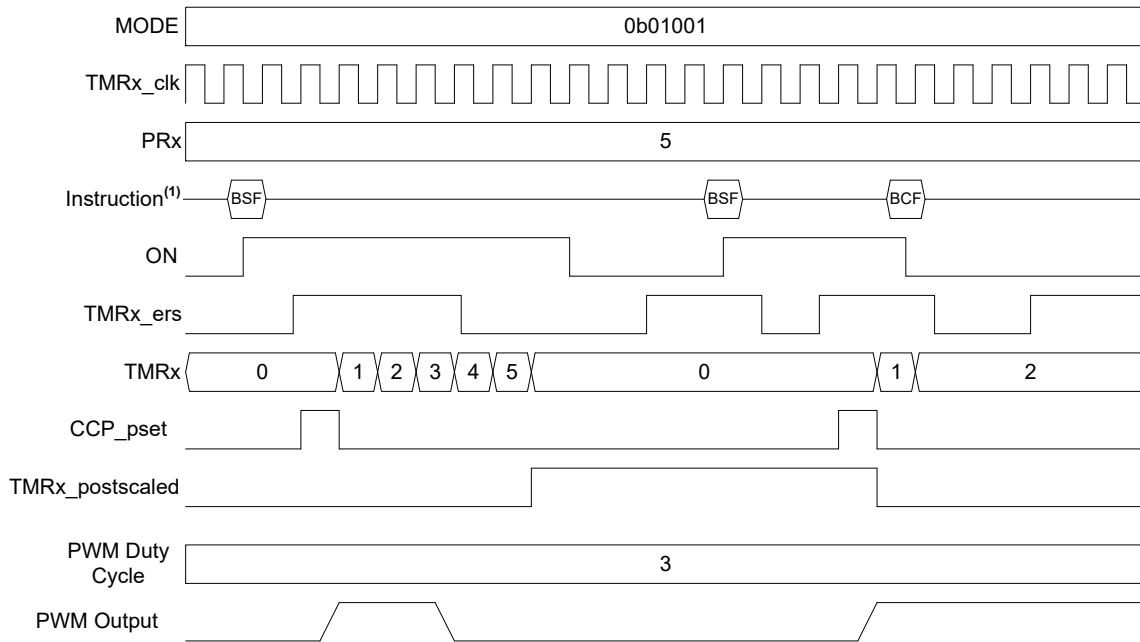 MODE 0b01001
TMRx_clk
PRx 5
Instruction(1) BSF BSF BCF
ON
TMRx_ers
TMRx 0 1 2 3 4 5 0 1 2
CCP_pset
TMRx_postscaled
PWM Duty
Cycle 3
PWM Output